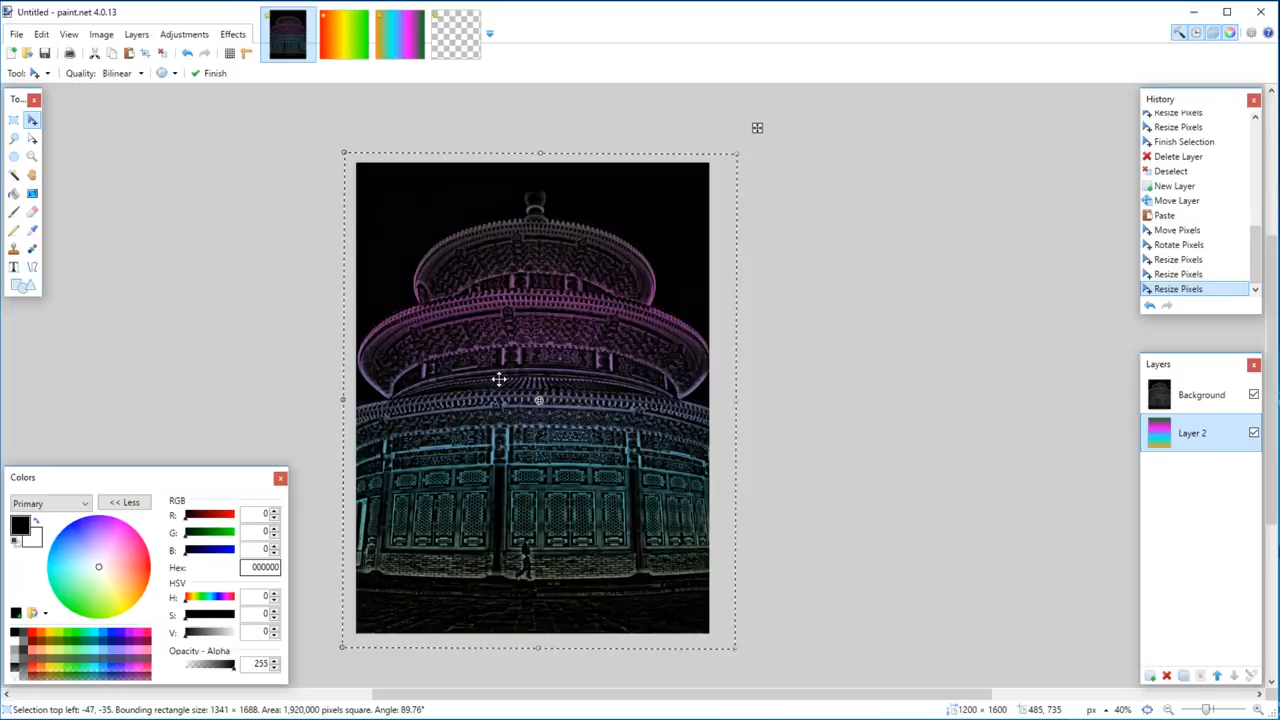 Untitled - paint.net 4.0.13
File Edit View Image Layers Adjustments Effects
Tool: Quality: Bilinear Finish
To...
T
History
Resize Pixels
Resize Pixels
Finish Selection
Delete Layer
Deselect
New Layer
Move Layer
Paste
Move Pixels
Rotate Pixels
Resize Pixels
Resize Pixels
Resize Pixels
Layers
Background
Layer 2
Colors
Primary << Less
RGB
R: 0
G: 0
B: 0
Hex: 000000
HSV
H: 0
S: 0
V: 0
Opacity - Alpha
255
Selection top left: -47, -35. Bounding rectangle size: 1341 × 1688. Area: 1,920,000 pixels square. Angle: 89.76° 1200 × 1600 485, 735 px 40%